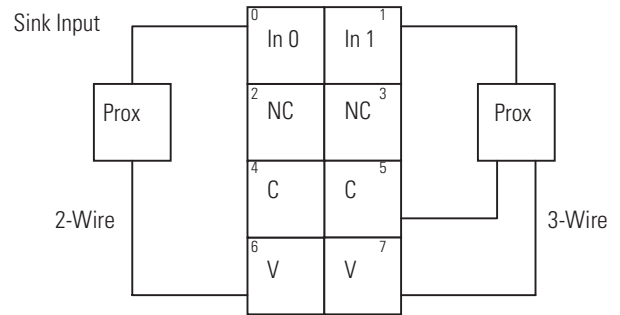 Sink Input
0
In 0
1
In 1
Prox
2
NC
3
NC
Prox
4
C
5
C
2-Wire
3-Wire
6
V
7
V